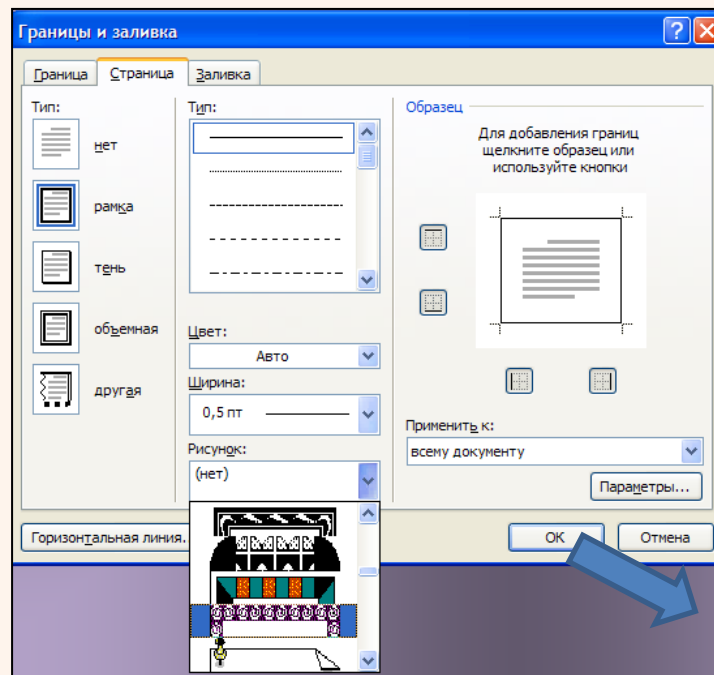 Границы и заливка
Граница
Страница
Заливка
Тип:
нет
рамка
тень
объемная
другая
Тип:
Цвет:
Авто
Ширина:
0,5 пт
Рисунок:
(нет)
Образец
Для добавления границ
щелкните образец или
используйте кнопки
Применить к:
всему документу
Параметры...
Горизонтальная линия..
ОК
Отмена